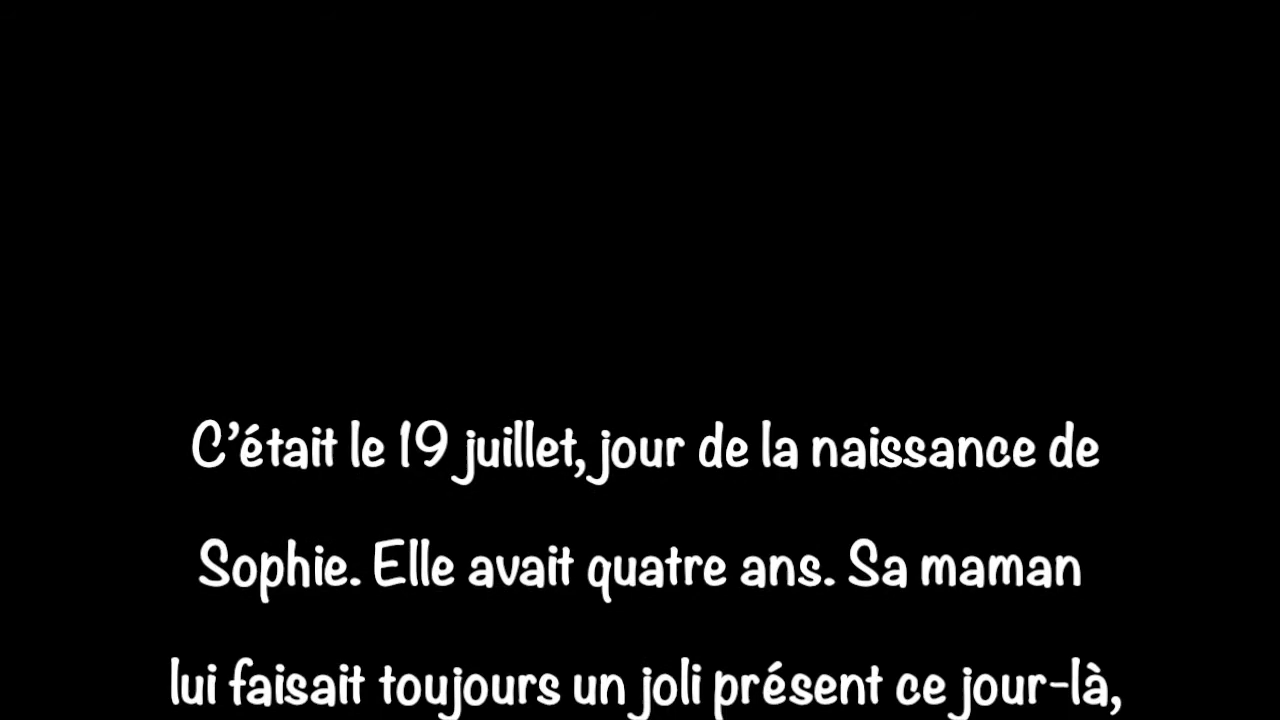 C’était le 19 juillet, jour de la naissance de
Sophie. Elle avait quatre ans. Sa maman
lui faisait toujours un joli présent ce jour-là,